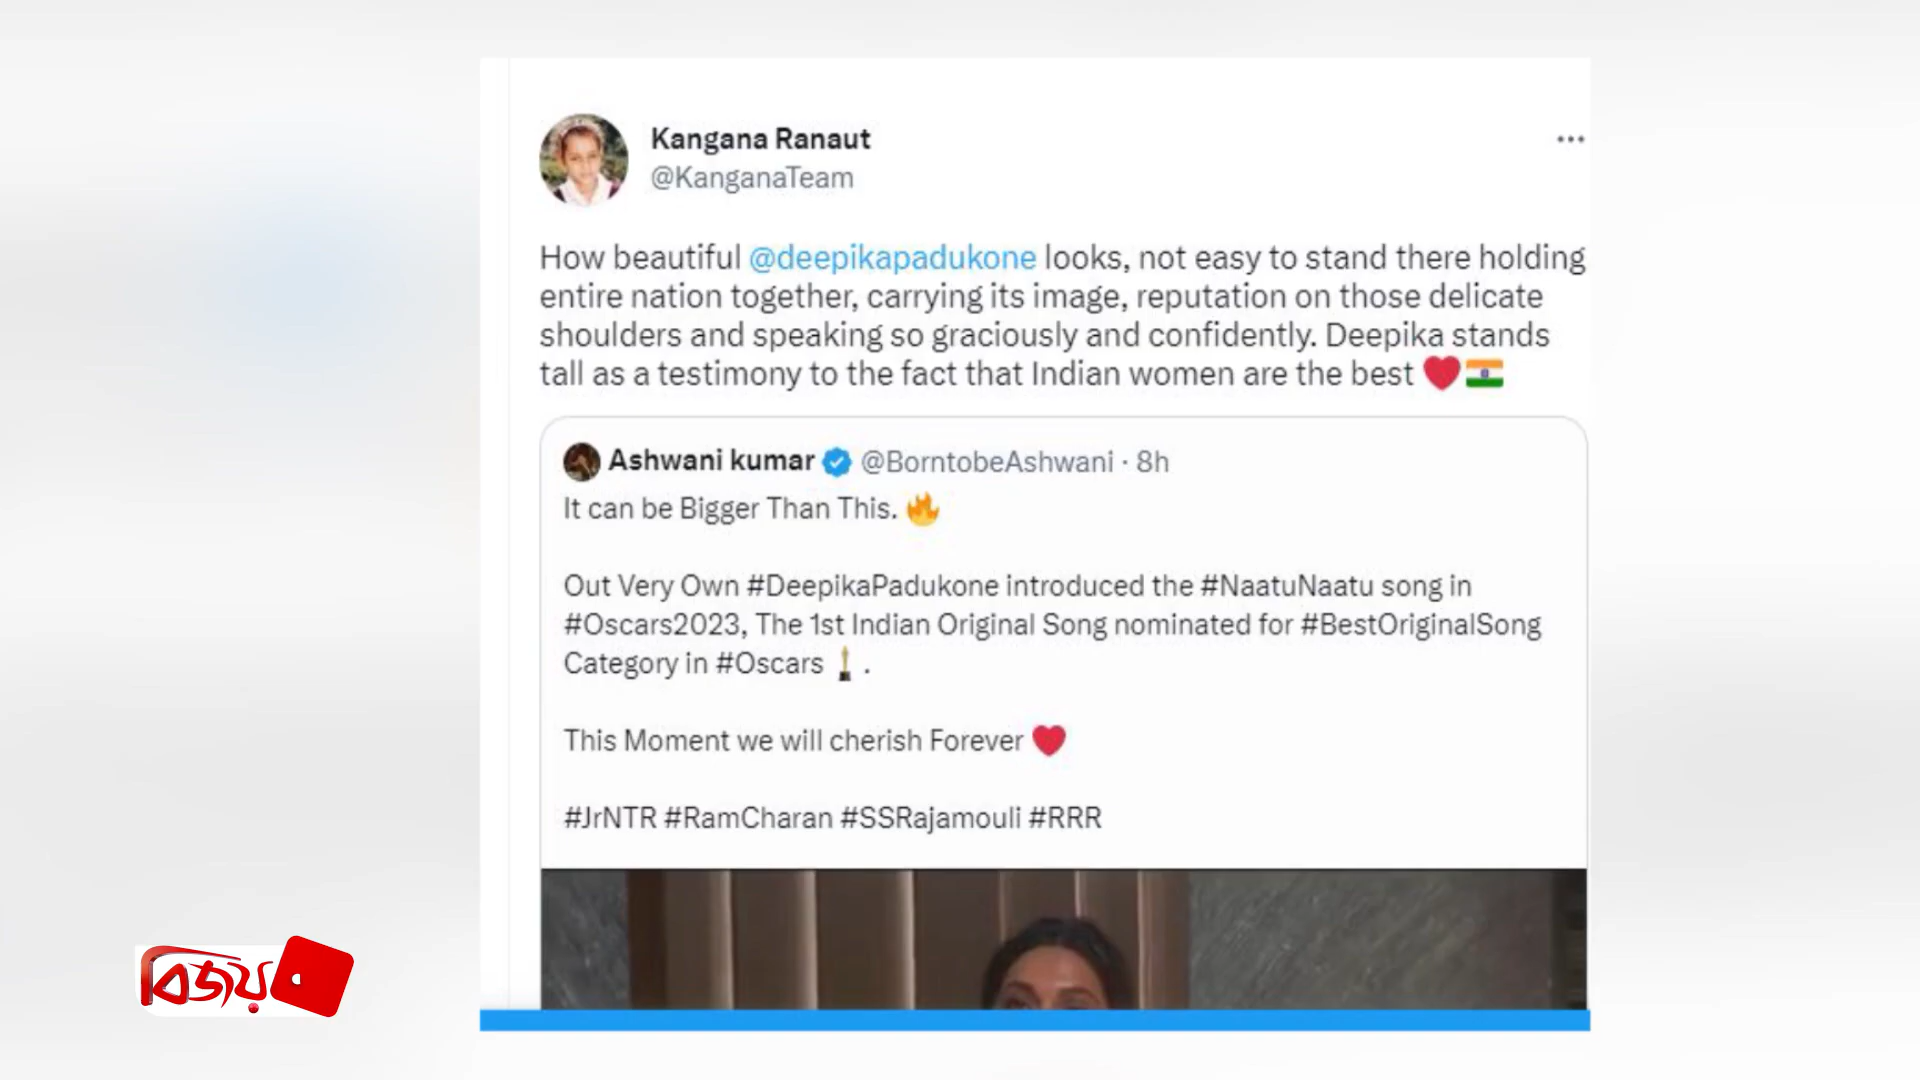 Kangana Ranaut
@KanganaTeam
How beautiful @deepikapadukone looks, not easy to stand there holding
entire nation together, carrying its image, reputation on those delicate
shoulders and speaking so graciously and confidently. Deepika stands
tall as a testimony to the fact that Indian women are the best ❤️🇮🇳
Ashwani kumar @BorntobeAshwani · 8h
It can be Bigger Than This. 🔥
Out Very Own #DeepikaPadukone introduced the #NaatuNaatu song in
#Oscars2023, The 1st Indian Original Song nominated for #BestOriginalSong
Category in #Oscars .
This Moment we will cherish Forever ❤️
#JrNTR #RamCharan #SSRajamouli #RRR
বিজয়